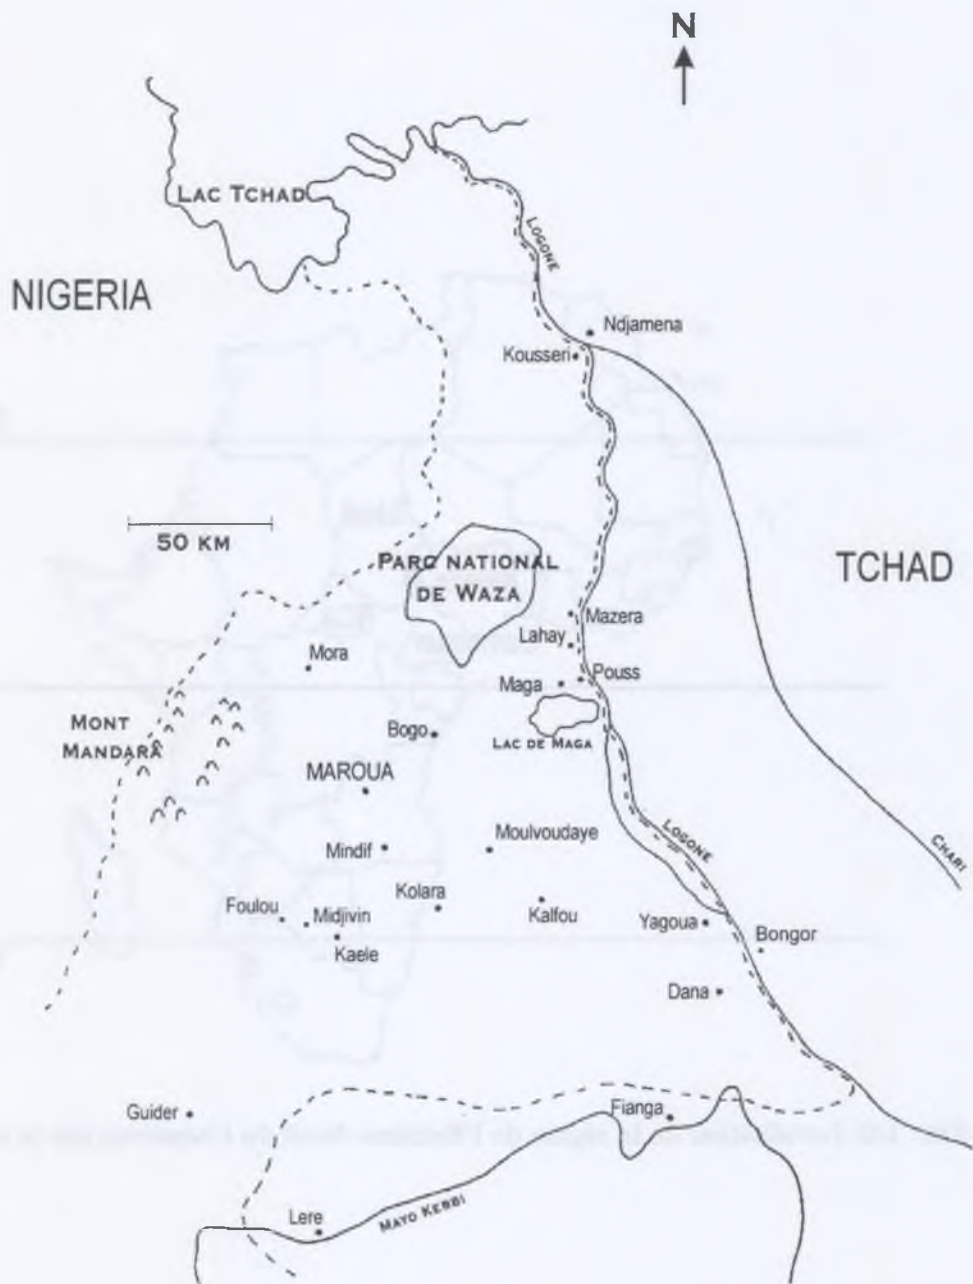 N
LAC TCHAD
LOGONE
NIGERIA
Ndjamena
Kousseri
50 KM
PARC NATIONAL
DE WAZA
TCHAD
Mazera
Lahay
Mora
Pouss
Maga
MONT
MANDARA
Bogo
LAC DE MAGA
MAROUA
LOGONE
Moulvoudaye
Mindif
CHARI
Kolara
Foulou
Midjivin
Kalfou
Yagoua
Bongor
Kaele
Dana
Guider
Fianga
Lere
MAYO KEBBI